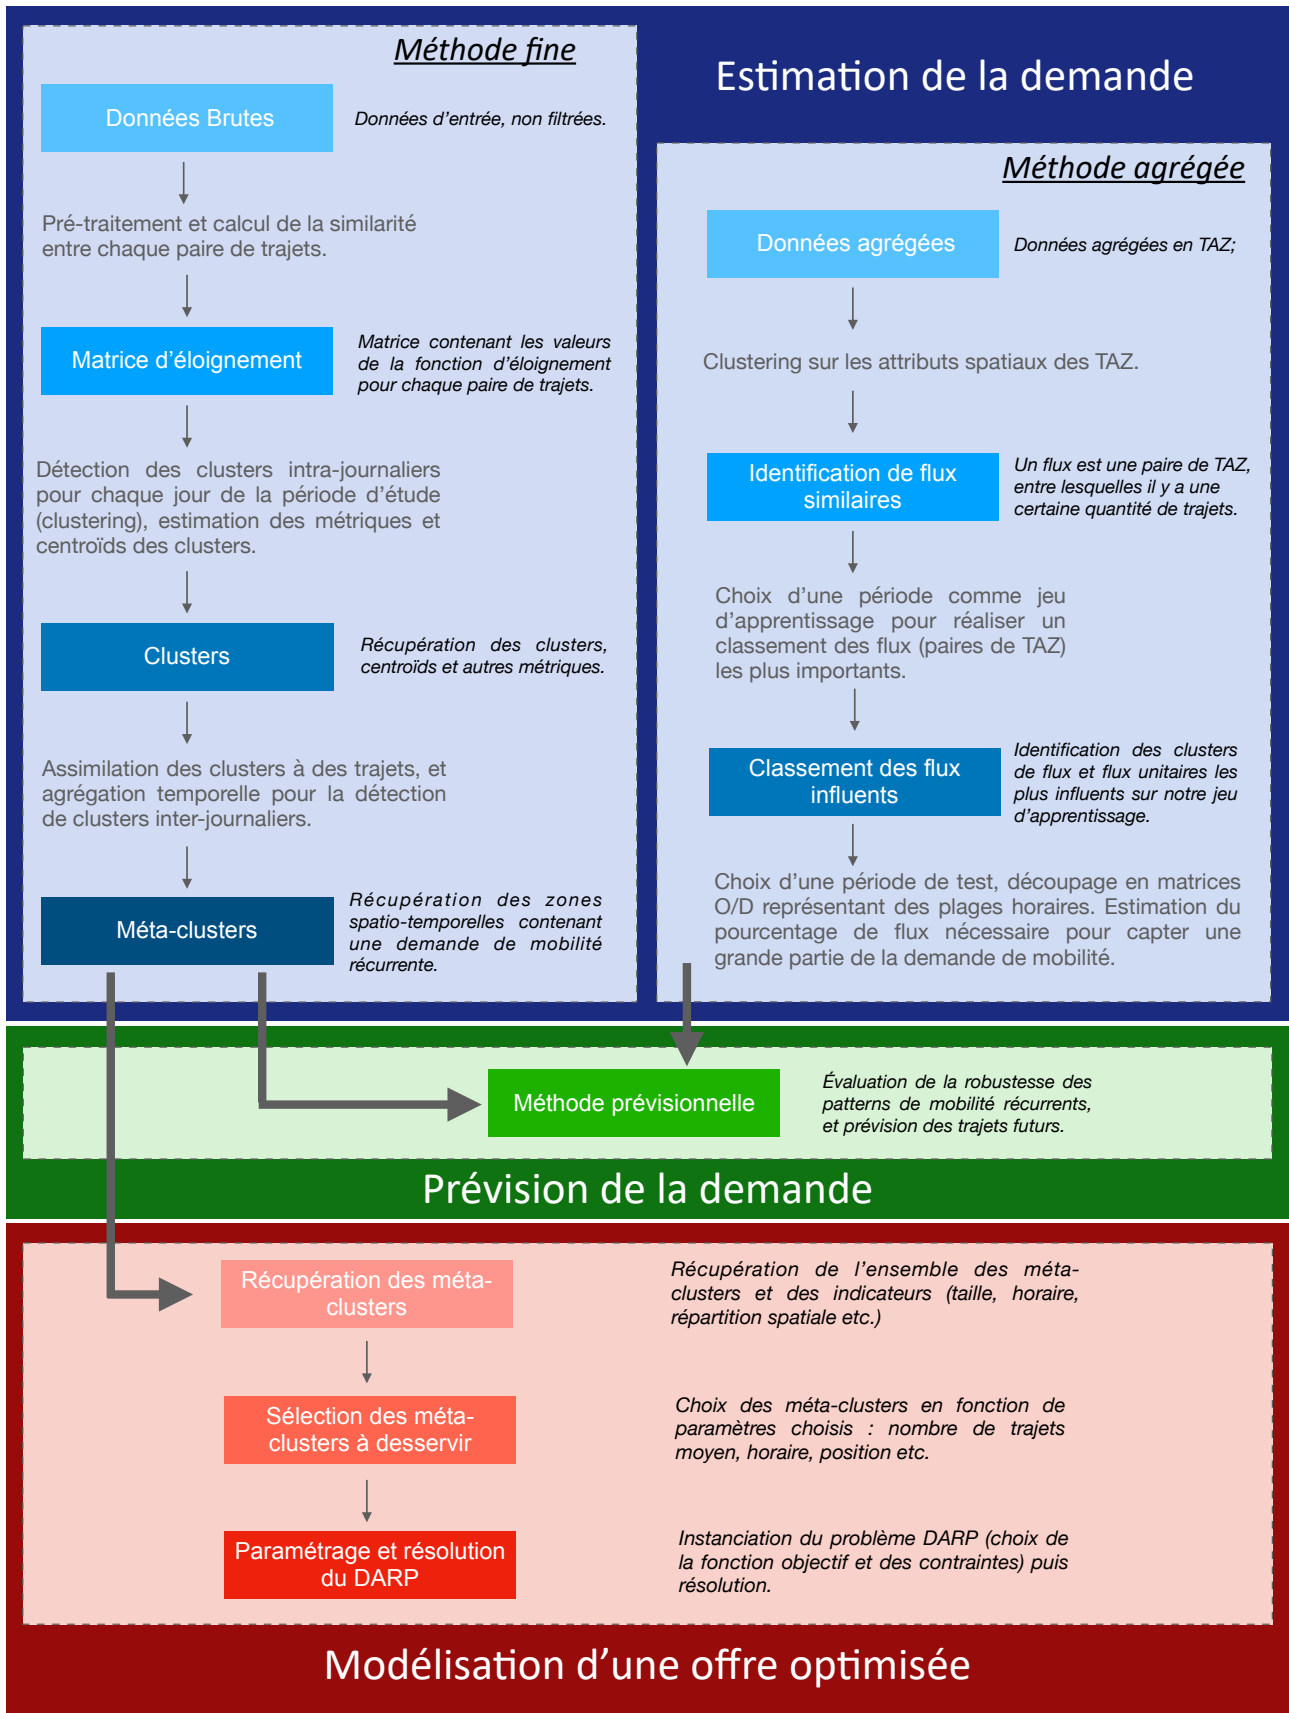 Méthode fine
Données Brutes
Données d'entrée, non filtrées.
Pré-traitement et calcul de la similarité
entre chaque paire de trajets.
Matrice d'éloignement
Matrice contenant les valeurs
de la fonction d'éloignement
pour chaque paire de trajets.
Détection des clusters intra-journaliers
pour chaque jour de la période d'étude
(clustering), estimation des métriques et
centroïds des clusters.
Clusters
Récupération des clusters,
centroïds et autres métriques.
Assimilation des clusters à des trajets, et
agrégation temporelle pour la détection
de clusters inter-journaliers.
Méta-clusters
Récupération des zones
spatio-temporelles contenant
une demande de mobilité
récurrente.
Estimation de la demande
Méthode agrégée
Données agrégées
Données agrégées en TAZ;
Clustering sur les attributs spatiaux des TAZ.
Identification de flux
similaires
Un flux est une paire de TAZ,
entre lesquelles il y a une
certaine quantité de trajets.
Choix d'une période comme jeu
d'apprentissage pour réaliser un
classement des flux (paires de TAZ)
les plus importants.
Classement des flux
influents
Identification des clusters
de flux et flux unitaires les
plus influents sur notre jeu
d'apprentissage.
Choix d'une période de test, découpage en matrices
O/D représentant des plages horaires. Estimation du
pourcentage de flux nécessaire pour capter une
grande partie de la demande de mobilité.
Méthode prévisionnelle
Évaluation de la robustesse des
patterns de mobilité récurrents,
et prévision des trajets futurs.
Prévision de la demande
Récupération des méta-
clusters
Récupération de l'ensemble des méta-
clusters et des indicateurs (taille, horaire,
répartition spatiale etc.)
Sélection des méta-
clusters à desservir
Choix des méta-clusters en fonction de
paramètres choisis : nombre de trajets
moyen, horaire, position etc.
Paramétrage et résolution
du DARP
Instanciation du problème DARP (choix de
la fonction objectif et des contraintes) puis
résolution.
Modélisation d'une offre optimisée